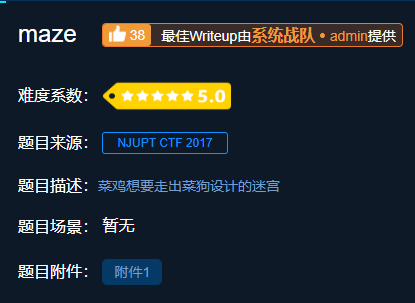 maze 38 最佳Writeup由系统战队 • admin提供
难度系数： 5.0
题目来源： NJUPT CTF 2017
题目描述： 菜鸡想要走出菜狗设计的迷宫
题目场景： 暂无
题目附件： 附件1